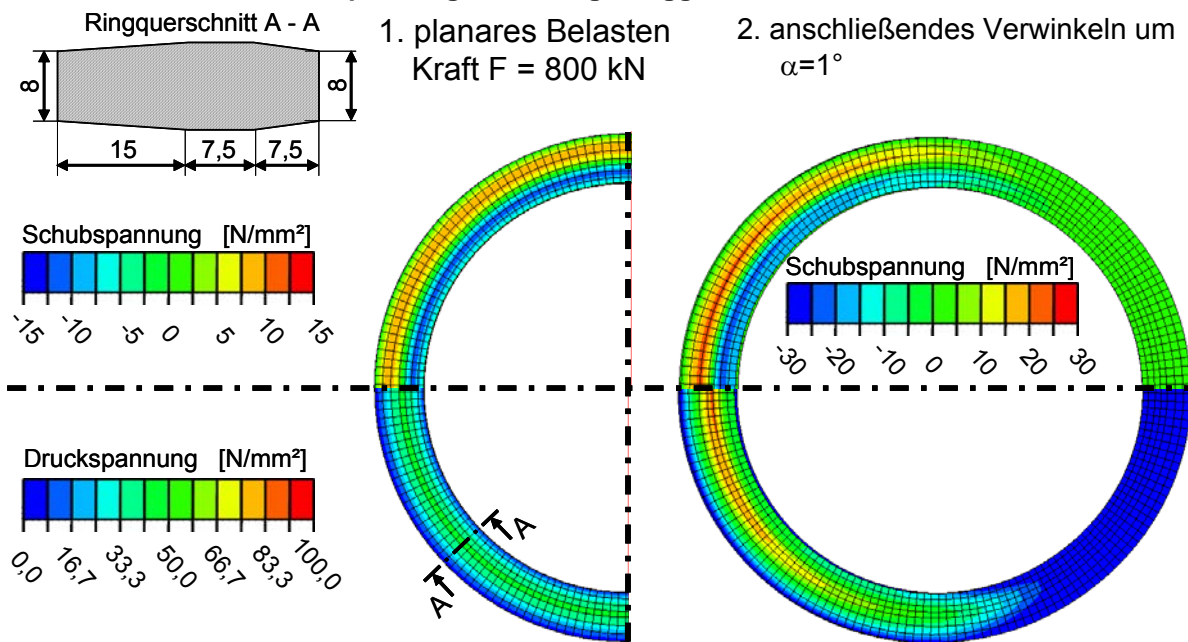 Ringquerschnitt A - A
8
8
15
7,5
7,5
1. planares Belasten
Kraft F = 800 kN
2. anschließendes Verwinkeln um
α=1°
Schubspannung [N/mm²]
-15
-10
-5
0
5
10
15
Schubspannung [N/mm²]
-30
-20
-10
0
10
20
30
Druckspannung [N/mm²]
0,0
16,7
33,3
50,0
66,7
83,3
100,0
A
A